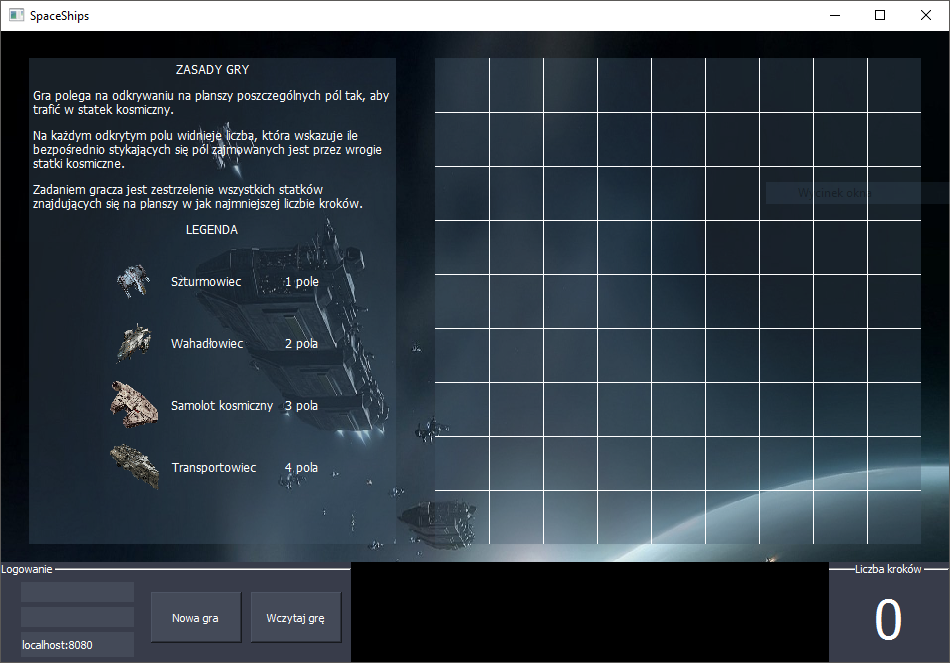 SpaceShips
ZASADY GRY
Gra polega na odkrywaniu na planszy poszczególnych pól tak, aby
trafić w statek kosmiczny.
Na każdym odkrytym polu widnieje liczba, która wskazuje ile
bezpośrednio stykających się pól zajmowanych jest przez wrogie
statki kosmiczne.
Zadaniem gracza jest zestrzelenie wszystkich statków
znajdujących się na planszy w jak najmniejszej liczbie kroków.
LEGENDA
Szturmowiec 1 pole
Wahadłowiec 2 pola
Samolot kosmiczny 3 pola
Transportowiec 4 pola
Wycinek okna
Logowanie
Nowa gra
Wczytaj grę
localhost:8080
Liczba kroków
0